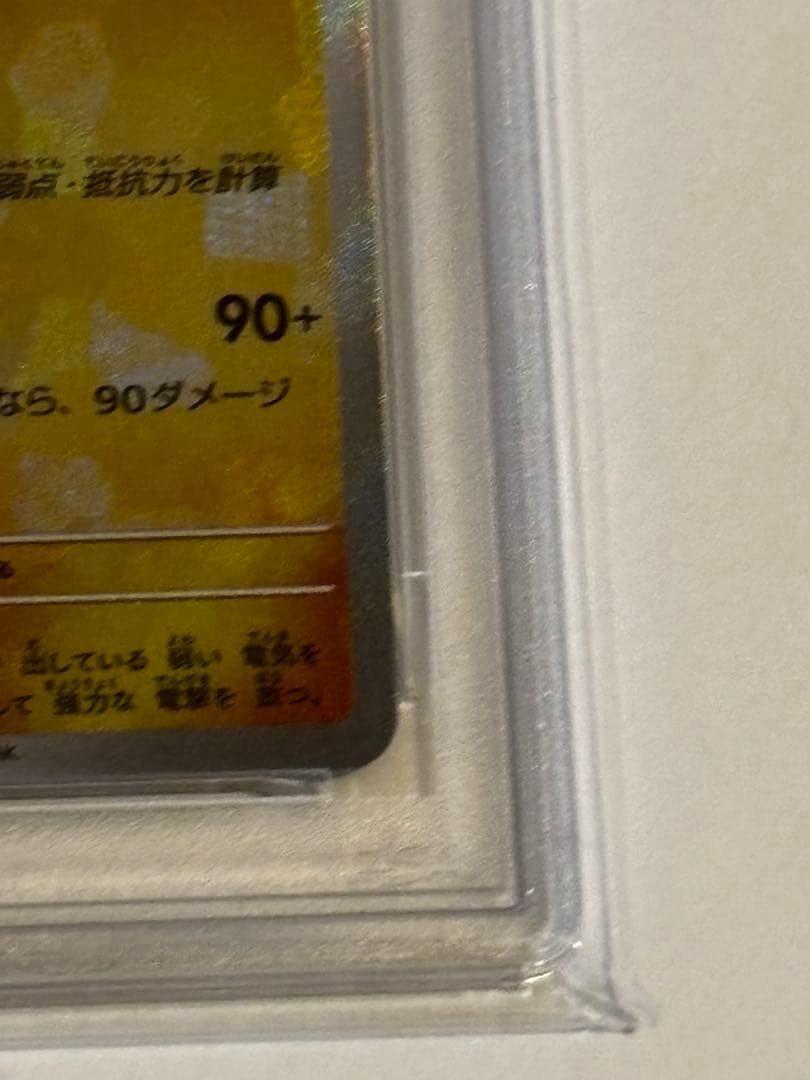 弱点・抵抗力を計算
90+
なら、90ダメージ
る
出している 弱い 電気を
して 強力な 電撃を 放つ。
K